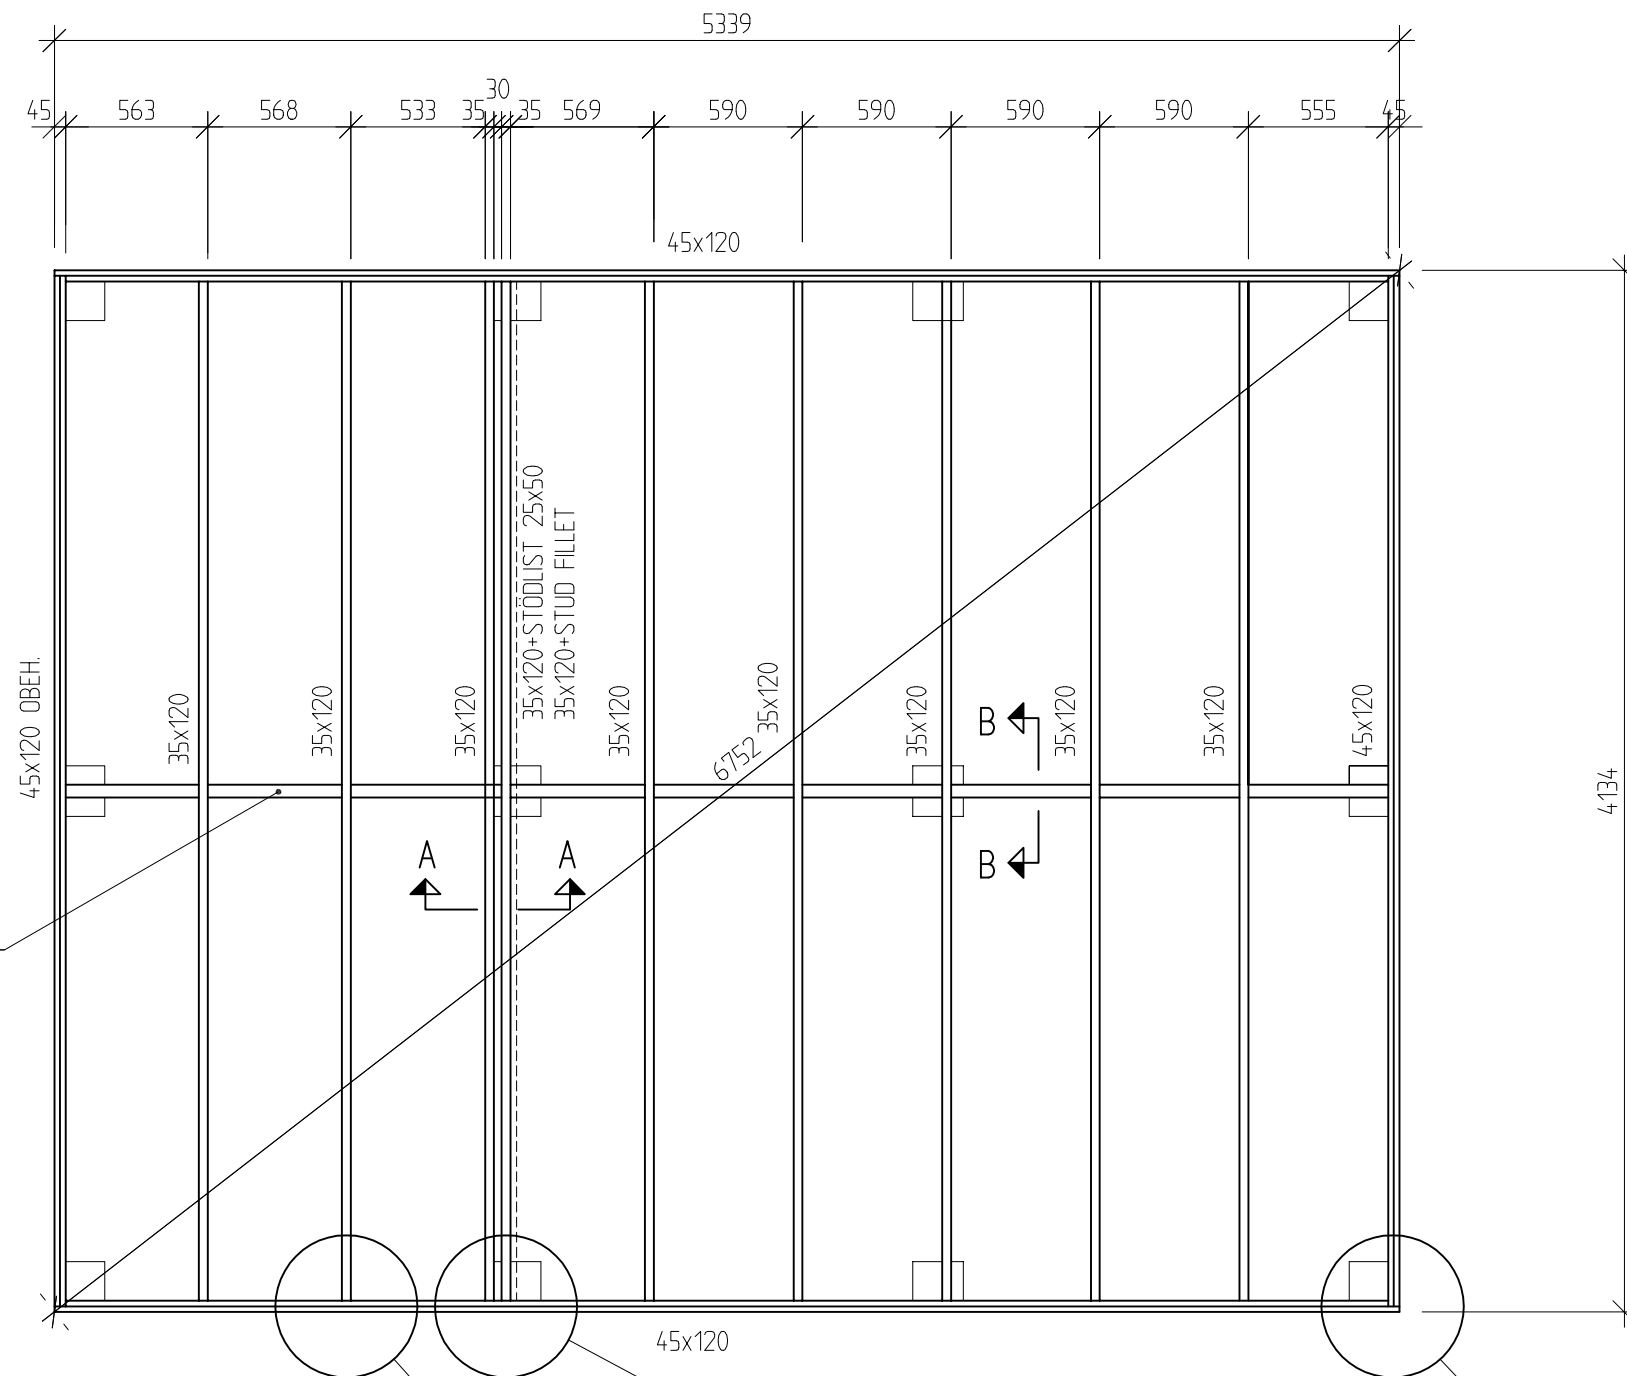 5339
30
45 563 568 533 35 35 569 590 590 590 590 555 45
45x120
35x120+STÖDLIST 25x50
35x120+STUD FILLET
45x120 OBEH.
35x120
35x120
35x120
35x120
35x120
35x120
35x120
35x120
45x120
6752
4134
B
B
A A
45x120